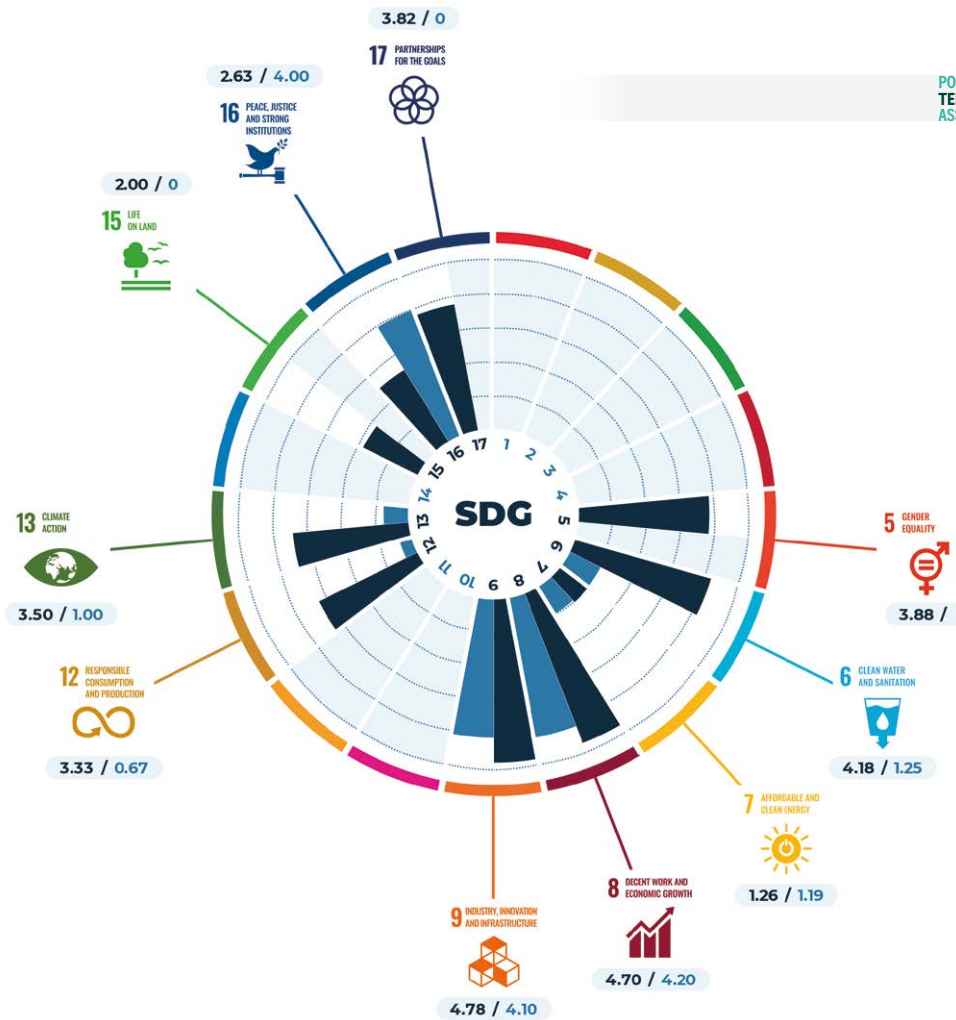 3.82 / 0
17 PARTNERSHIPS
FOR THE GOALS
2.63 / 4.00
16 PEACE, JUSTICE
AND STRONG
INSTITUTIONS
PO
TE
ASS
2.00 / 0
15 LIFE
ON LAND
SDG
1
2
3
4
5
6
7
8
9
10
11
12
13
14
15
16
17
13 CLIMATE
ACTION
3.50 / 1.00
5 GENDER
EQUALITY
3.88 /
12 RESPONSIBLE
CONSUMPTION
AND PRODUCTION
3.33 / 0.67
6 CLEAN WATER
AND SANITATION
4.18 / 1.25
7 AFFORDABLE AND
CLEAN ENERGY
1.26 / 1.19
8 DECENT WORK AND
ECONOMIC GROWTH
4.70 / 4.20
9 INDUSTRY, INNOVATION
AND INFRASTRUCTURE
4.78 / 4.10